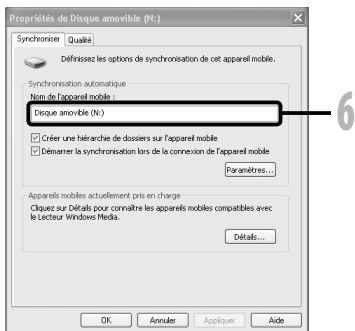 Propriétés de Disque amovible (N:)
Synchroniser Qualité
Définissez les options de synchronisation de cet appareil mobile.
Synchronisation automatique
Nom de l'appareil mobile :
Disque amovible (N:)
6
Créer une hiérarchie de dossiers sur l'appareil mobile
Démarrer la synchronisation lors de la connexion de l'appareil mobile
Paramètres...
Appareils mobiles actuellement pris en charge
Cliquez sur Détails pour connaître les appareils mobiles compatibles avec
le Lecteur Windows Media.
Détails...
OK Annuler Appliquer Aide